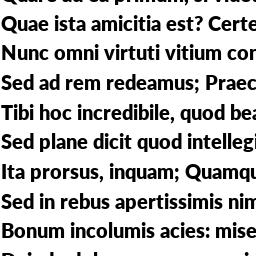 Quae ista amicitia est? Certe
Nunc omni virtuti vitium con
Sed ad rem redeamus; Praec
Tibi hoc incredibile, quod bea
Sed plane dicit quod intellegi
Ita prorsus, inquam; Quamqu
Sed in rebus apertissimis nim
Bonum incolumis acies: mise